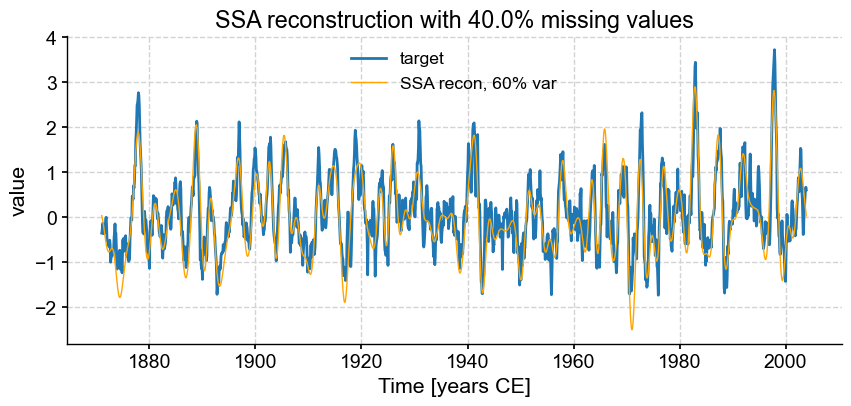 SSA reconstruction with 40.0% missing values
target
SSA recon, 60% var
value
4
3
2
1
0
−1
−2
1880 1900 1920 1940 1960 1980 2000
Time [years CE]